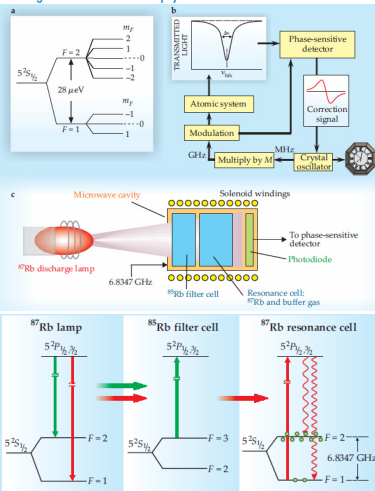 a
m_F
2
1
0
−1
−2
F = 2
5²S₁/₂
28 μeV
m_F
−1
0
1
F = 1
b
TRANSMITTED
LIGHT
Δν
ν_hfs
Phase-sensitive
detector
Atomic system
Correction
signal
Modulation
GHz
MHz
Multiply by M
Crystal
oscillator
c
Microwave cavity
Solenoid windings
To phase-sensitive
detector
Photodiode
⁸⁷Rb discharge lamp
6.8347 GHz
⁸⁵Rb filter cell
Resonance cell:
⁸⁷Rb and buffer gas
⁸⁷Rb lamp
⁸⁵Rb filter cell
⁸⁷Rb resonance cell
5²P₁/₂, ₃/₂
5²P₁/₂, ₃/₂
5²P₁/₂, ₃/₂
5²S₁/₂
F = 2
F = 1
5²S₁/₂
F = 3
F = 2
5²S₁/₂
F = 2
6.8347 GHz
F = 1